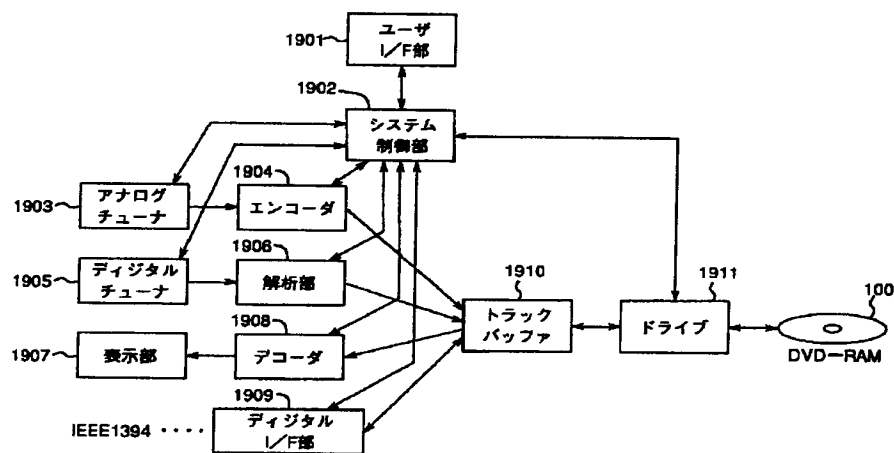 1901
ユーザ
I/F部
1902
システム
制御部
1903
アナログ
チューナ
1904
エンコーダ
1905
ディジタル
チューナ
1906
解析部
1907
表示部
1908
デコーダ
1909
ディジタル
I/F部
IEEE1394 ・・・・
1910
トラック
バッファ
1911
ドライブ
100
DVD-RAM